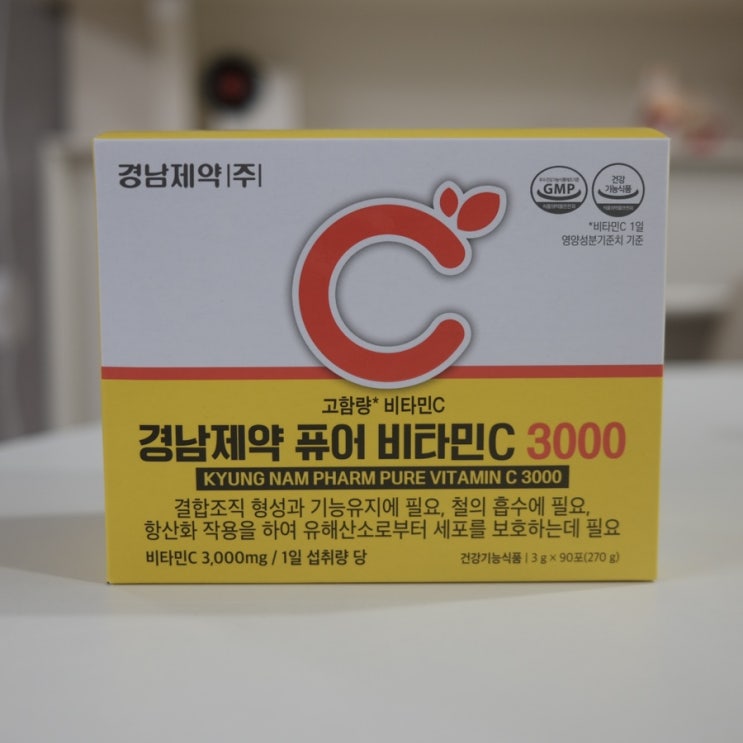 경남제약|주|
GMP
건강
기능식품
*비타민C 1일
영양성분기준치 기준
고함량* 비타민C
경남제약 퓨어 비타민C 3000
KYUNG NAM PHARM PURE VITAMIN C 3000
결합조직 형성과 기능유지에 필요, 철의 흡수에 필요,
항산화 작용을 하여 유해산소로부터 세포를 보호하는데 필요
비타민C 3,000mg / 1일 섭취량 당
건강기능식품 | 3 g × 90포(270 g)